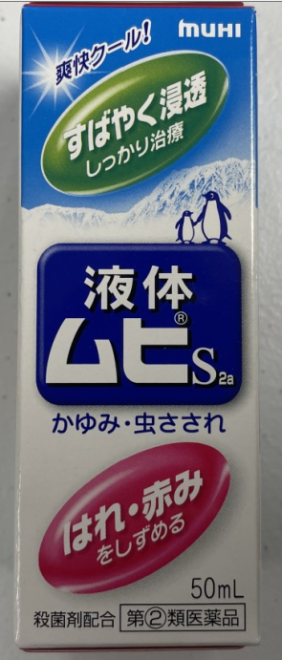 muHI
爽快クール!
すばやく浸透
しっかり治療
液体
ムヒ®S2a
かゆみ・虫さされ
はれ・赤み
をしずめる
50mL
殺菌剤配合 指②類医薬品